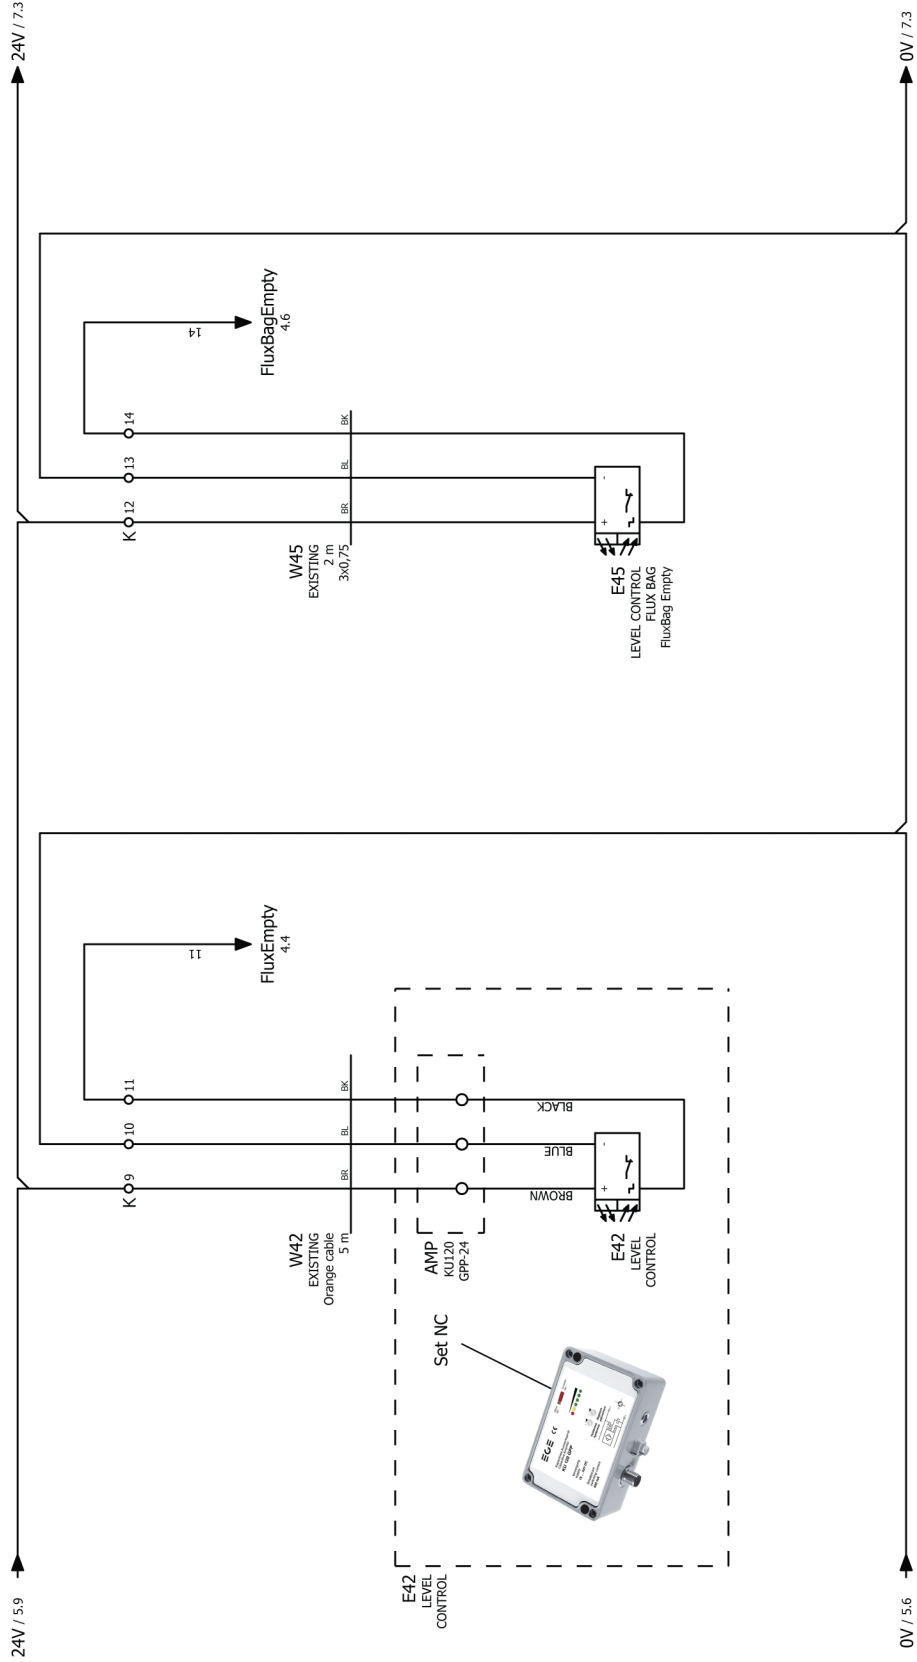 24V / 5.9
24V / 7.3
K
9
10
11
11
FluxEmpty
4.4
K
12
13
14
14
FluxBagEmpty
4.6
W42
EXISTING
Orange cable
5 m
BR
BL
BK
W45
EXISTING
2 m
3x0,75
BR
BL
BK
E42
LEVEL
CONTROL
Set NC
EGE CE
AMP
KU120
GPP-24
BROWN
BLUE
BLACK
E42
LEVEL
CONTROL
+
-
E45
LEVEL CONTROL
FLUX BAG
FluxBag Empty
+
-
0V / 5.6
0V / 7.3